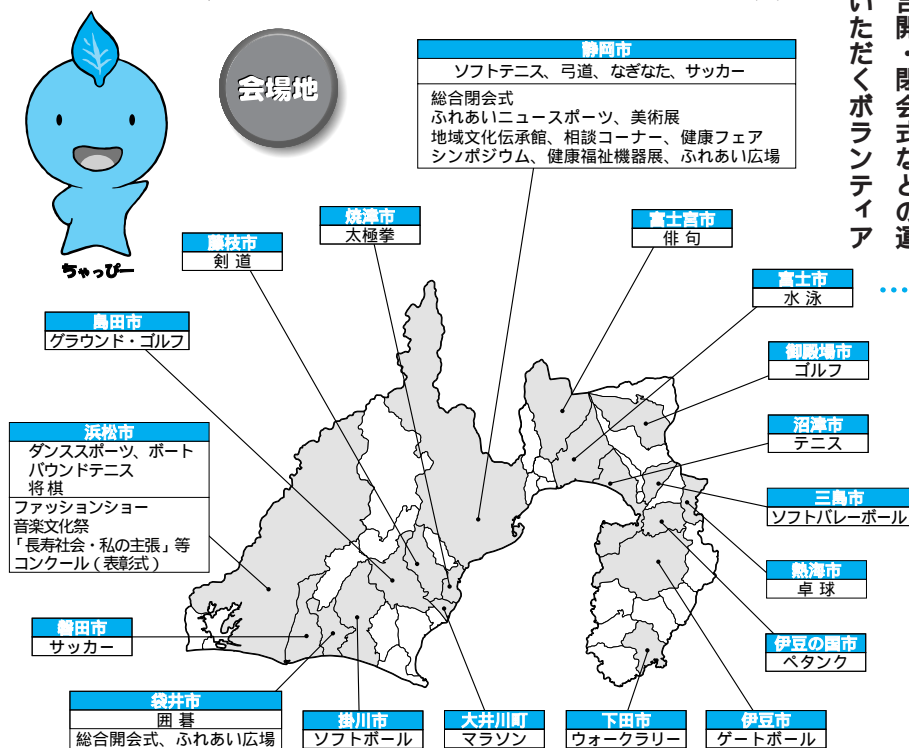 合開・閉会式などの運
いただくボランティア
会場地
ちゃっぴー
静岡市
ソフトテニス、弓道、なぎなた、サッカー
総合閉会式
ふれあいニュースポーツ、美術展
地域文化伝承館、相談コーナー、健康フェア
シンポジウム、健康福祉機器展、ふれあい広場
焼津市
太極拳
藤枝市
剣道
島田市
グラウンド・ゴルフ
浜松市
ダンススポーツ、ボート
バウンドテニス
将棋
ファッションショー
音楽文化祭
「長寿社会・私の主張」等
コンクール（表彰式）
磐田市
サッカー
袋井市
囲碁
総合開会式、ふれあい広場
掛川市
ソフトボール
大井川町
マラソン
下田市
ウォークラリー
伊豆市
ゲートボール
伊豆の国市
ペタンク
熱海市
卓球
三島市
ソフトバレーボール
沼津市
テニス
御殿場市
ゴルフ
富士市
水泳
富士宮市
俳句